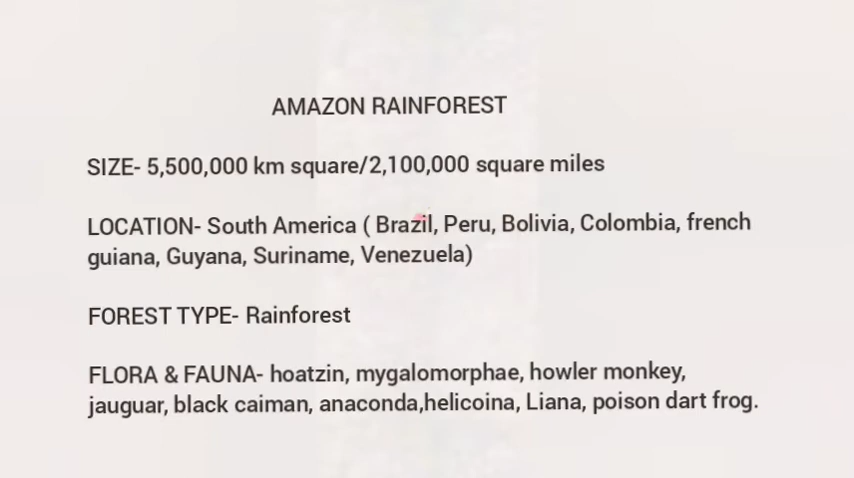 AMAZON RAINFOREST
SIZE- 5,500,000 km square/2,100,000 square miles
LOCATION- South America ( Brazil, Peru, Bolivia, Colombia, french
guiana, Guyana, Suriname, Venezuela)
FOREST TYPE- Rainforest
FLORA & FAUNA- hoatzin, mygalomorphae, howler monkey,
jauguar, black caiman, anaconda,helicoina, Liana, poison dart frog.